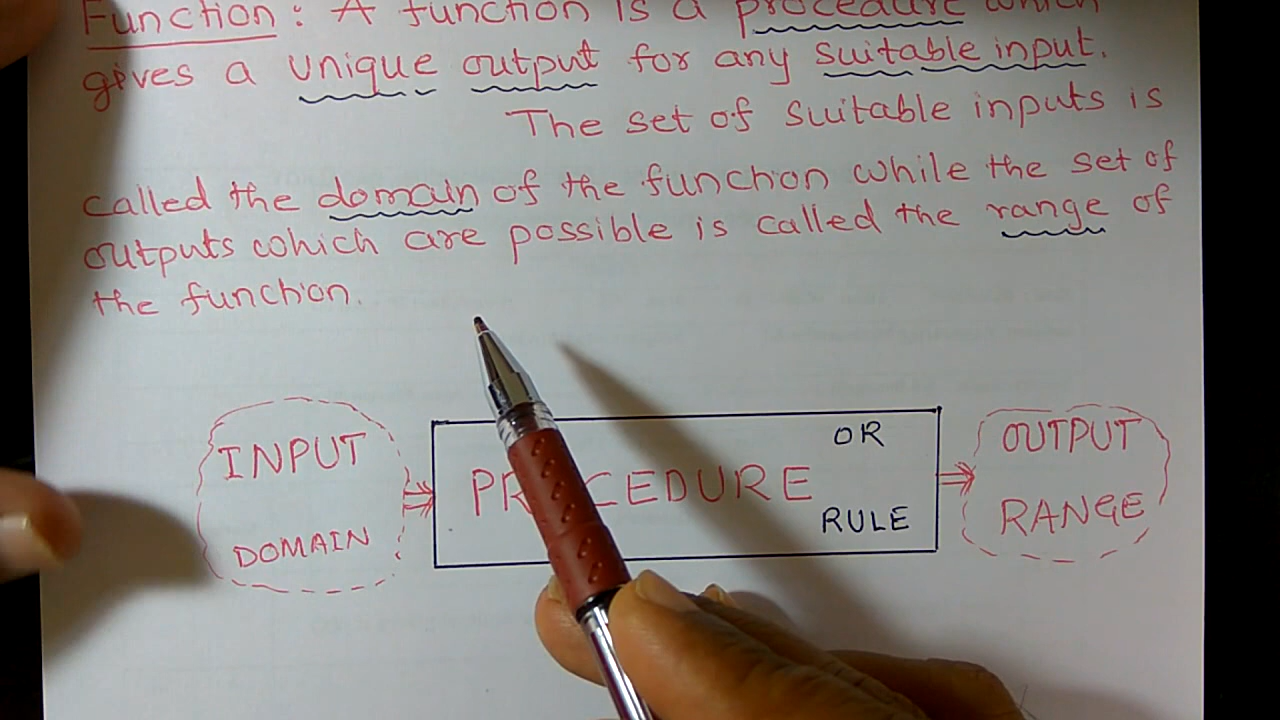 Function: A function is a procedure which
gives a unique output for any suitable input.
The set of suitable inputs is
called the domain of the function while the set of
outputs which are possible is called the range of
the function.
INPUT
DOMAIN
PROCEDURE
OR
RULE
OUTPUT
RANGE